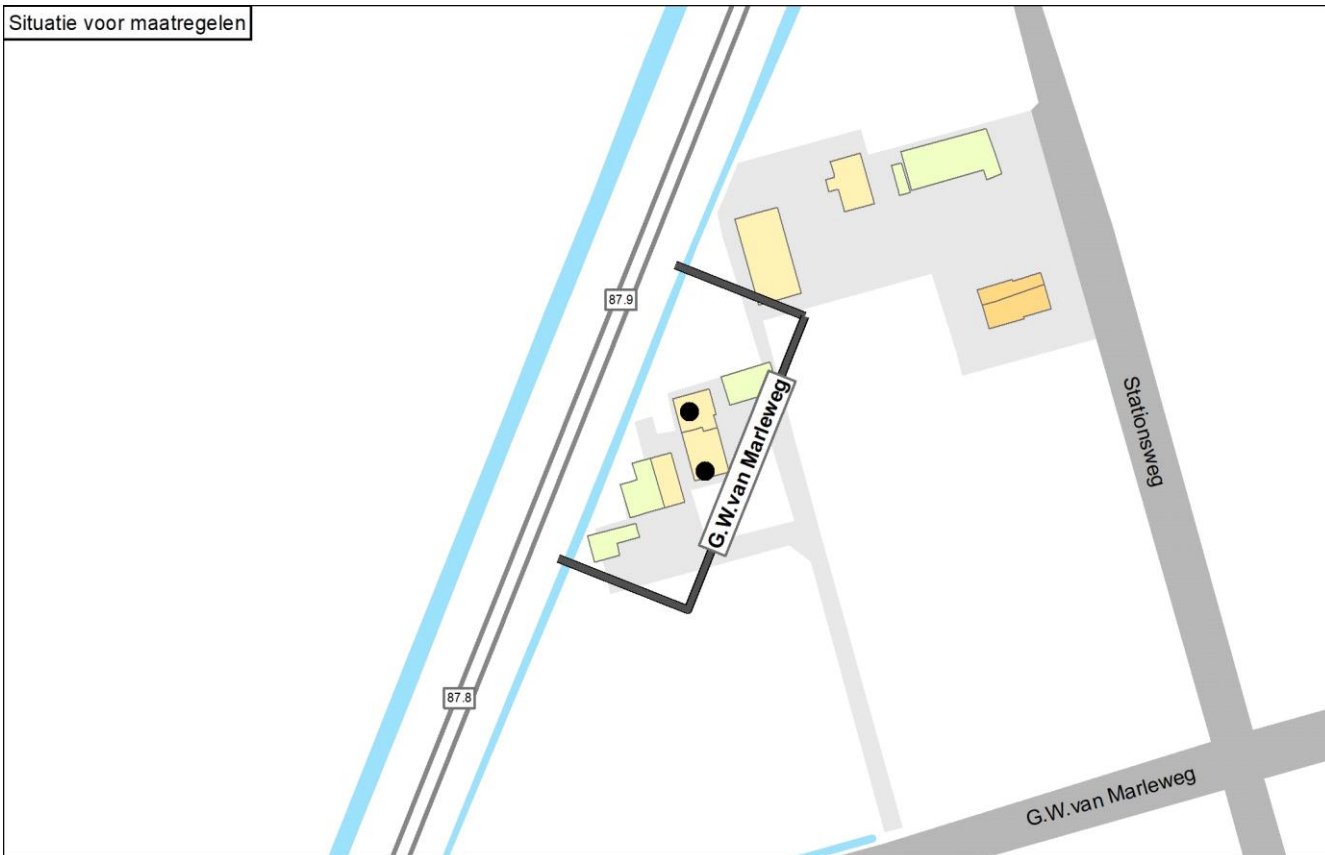 Situatie voor maatregelen
87.9
G.W.van Marleweg
Stationsweg
87.8
G.W.van Marleweg